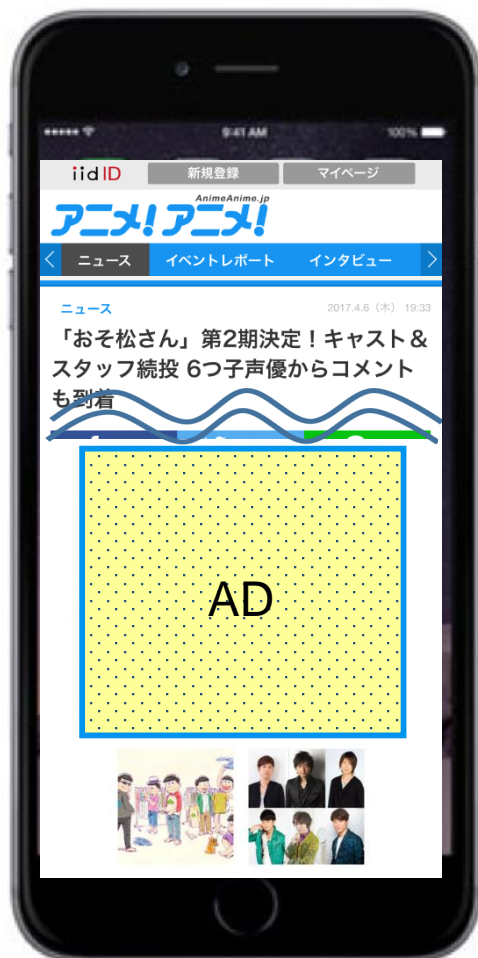 9:41 AM
100%
iid ID
新規登録
マイページ
AnimeAnime.jp
アニメ!アニメ!
ニュース
イベントレポート
インタビュー
ニュース
2017.4.6（木） 19:33
「おそ松さん」第2期決定！キャスト＆
スタッフ続投 6つ子声優からコメント
も到着
AD